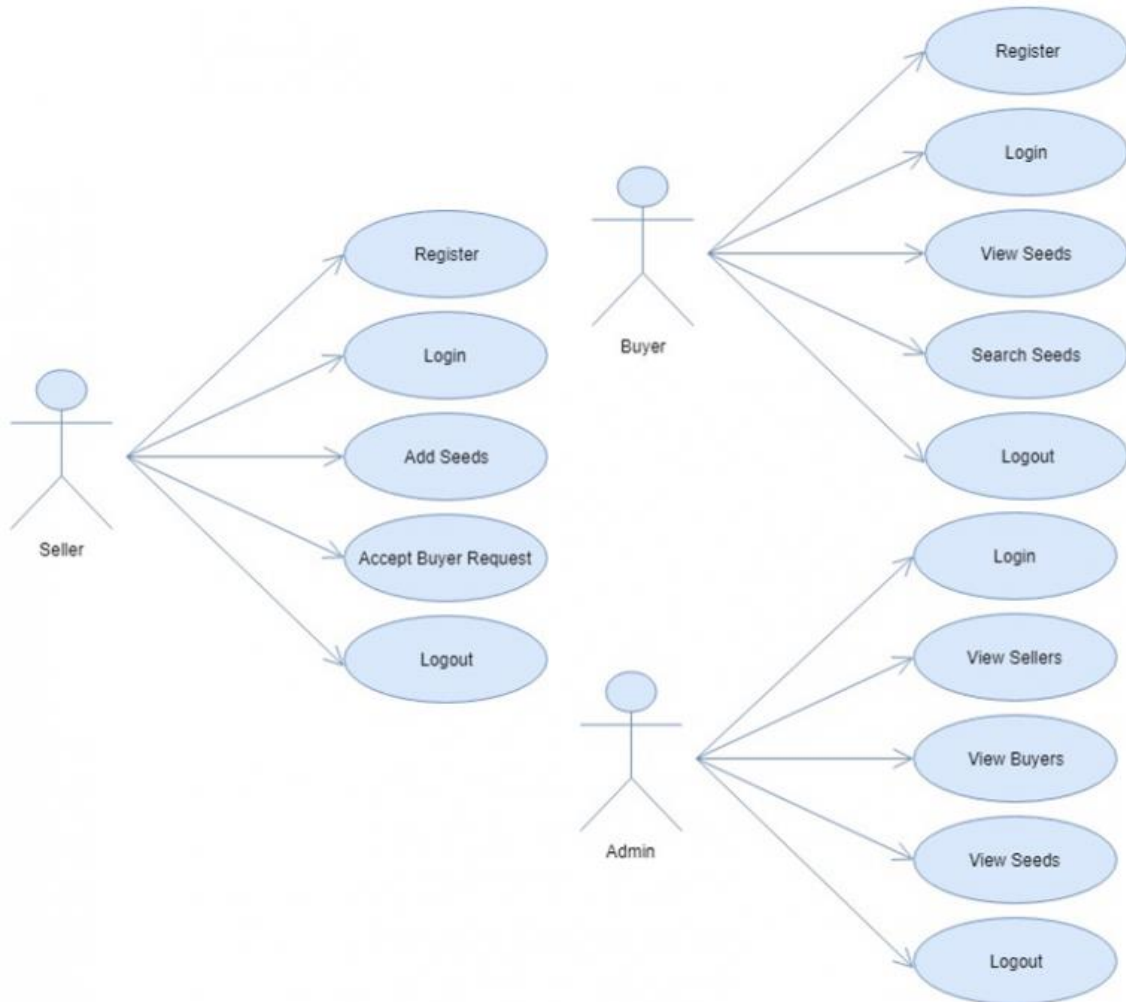 Register
Login
Add Seeds
Accept Buyer Request
Logout
Seller
Register
Login
View Seeds
Search Seeds
Logout
Buyer
Login
View Sellers
View Buyers
View Seeds
Logout
Admin